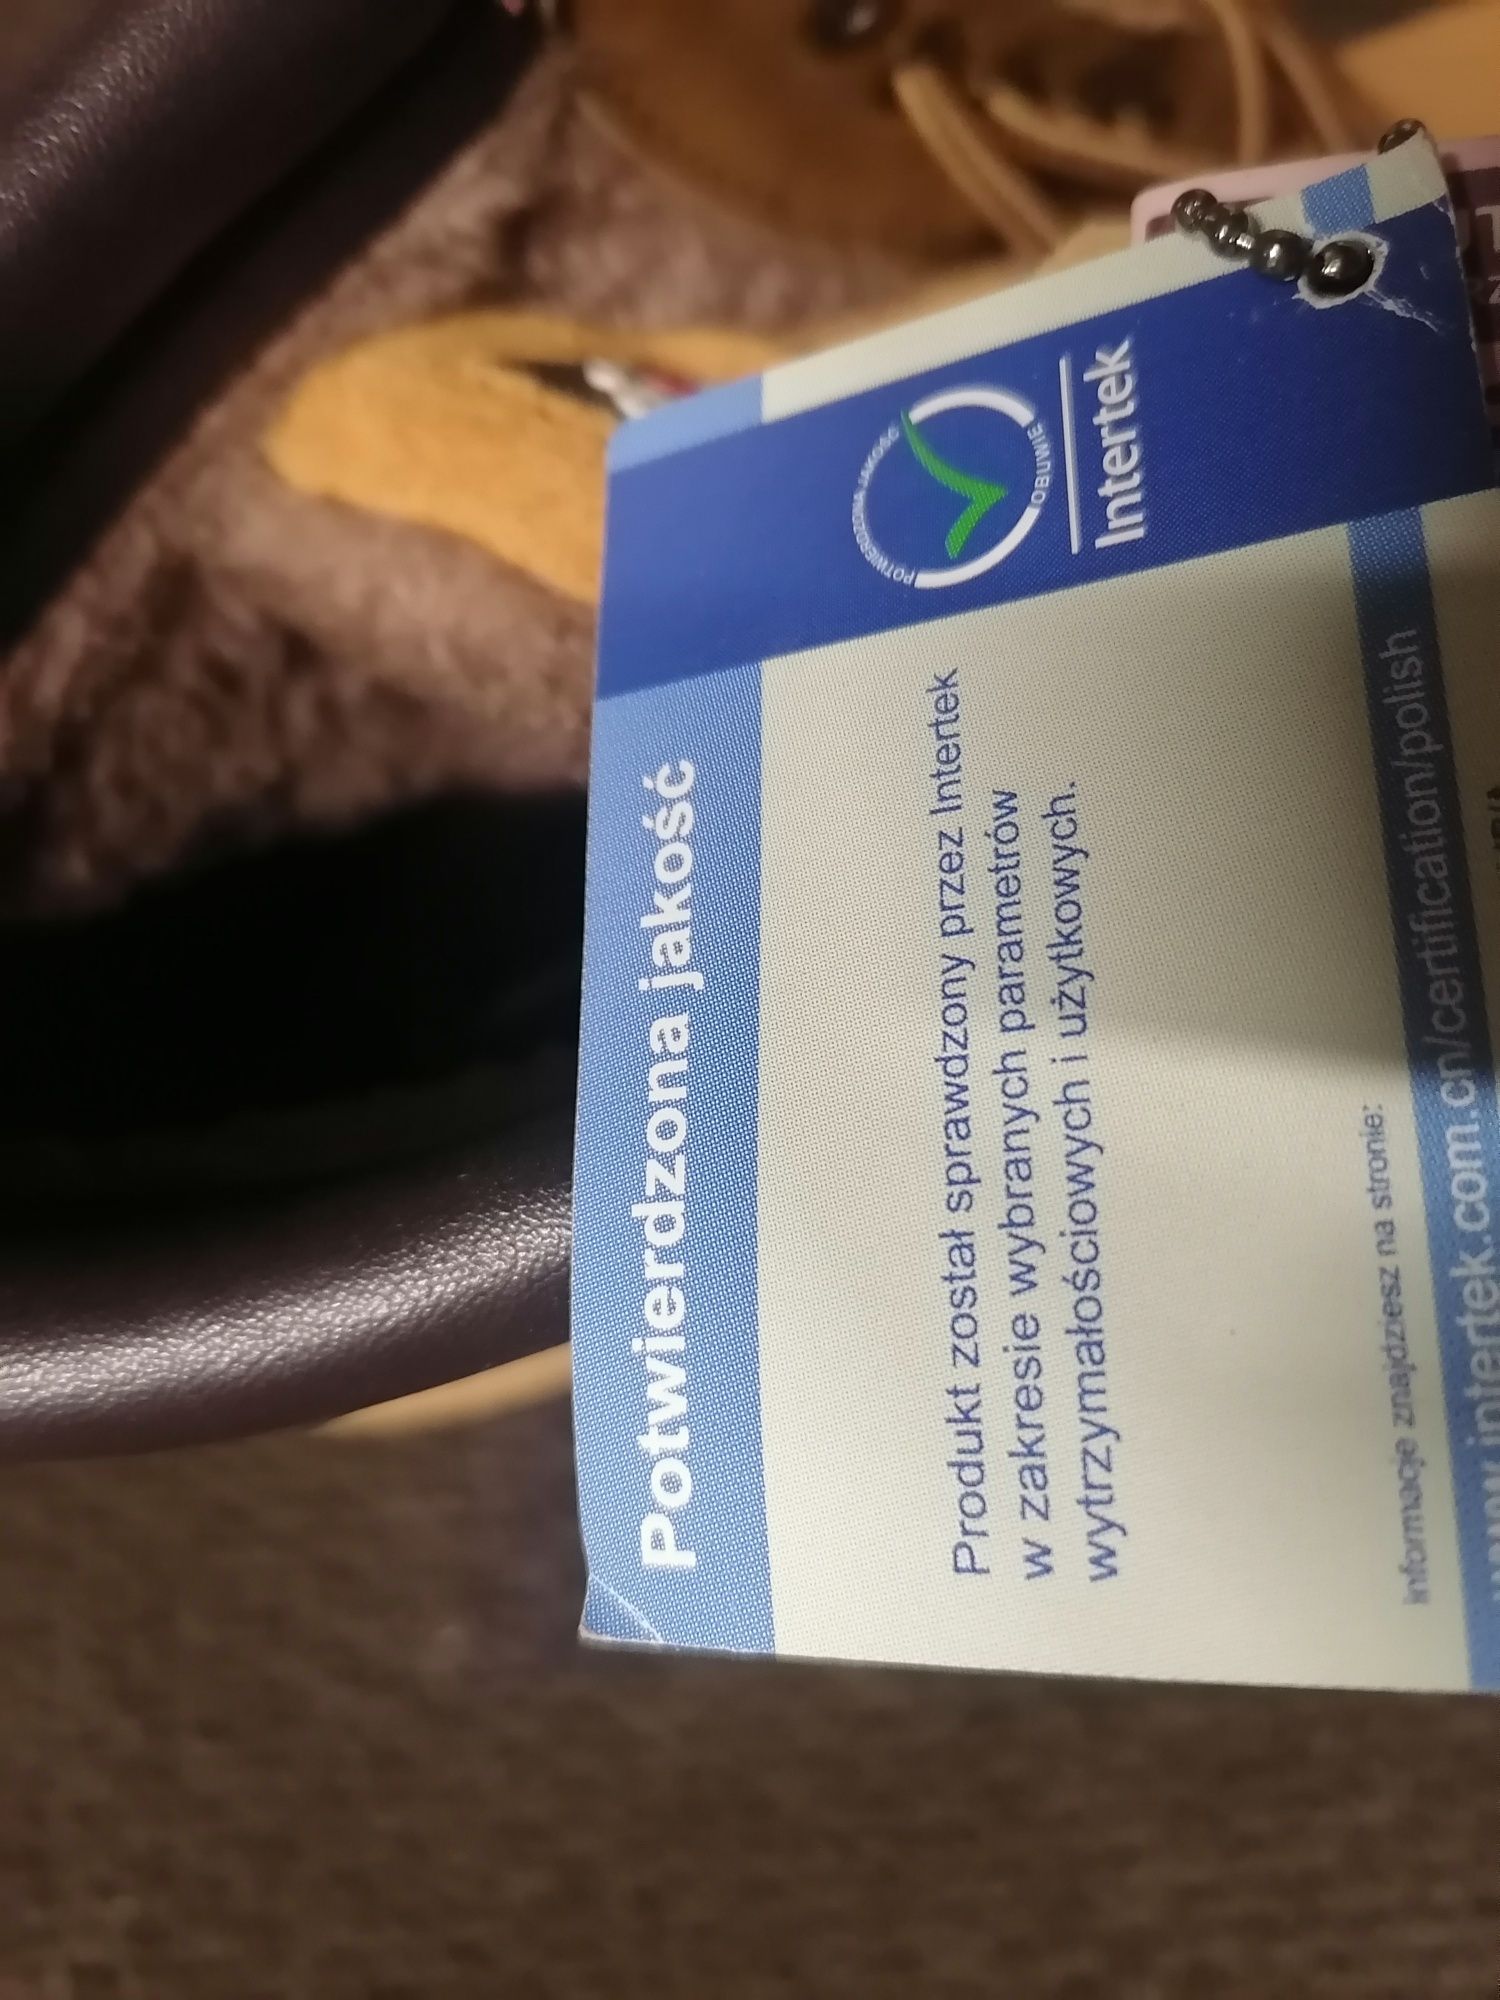 Potwierdzona jakość
POTWIERDZONA JAKOŚĆ
OBUWIE
Intertek
Produkt został sprawdzony przez Intertek
w zakresie wybranych parametrów
wytrzymałościowych i użytkowych.
Informacje znajdziesz na stronie:
www.intertek.com.cn/certification/polish